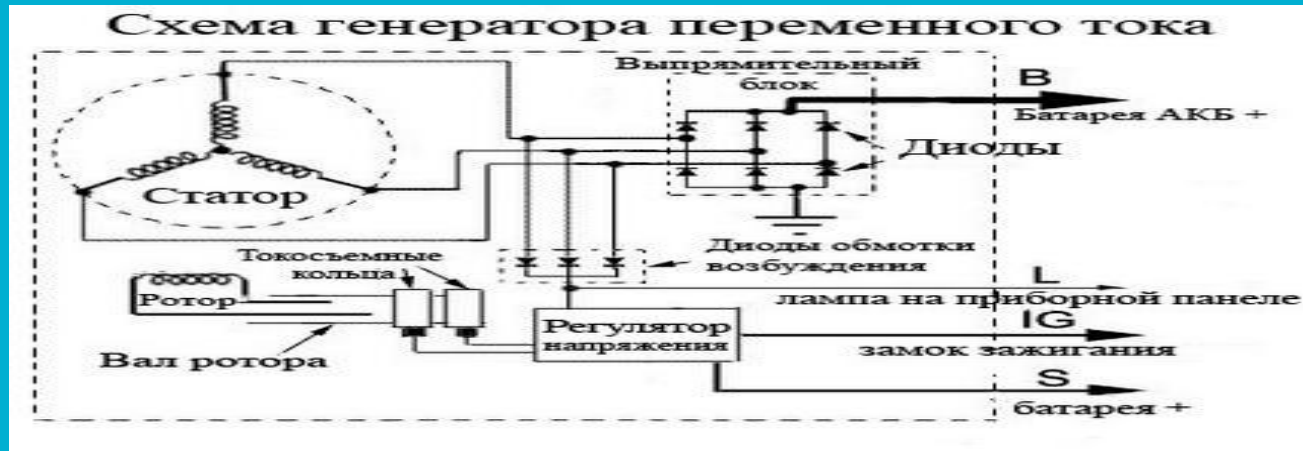 Схема генератора переменного тока
Выпрямительный
блок
B
Батарея АКБ +
Диоды
Статор
Токосъемные
кольца
Диоды обмотки
возбуждения
L
лампа на приборной панеле
Ротор
Регулятор
напряжения
IG
замок зажигания
Вал ротора
S
батарея +